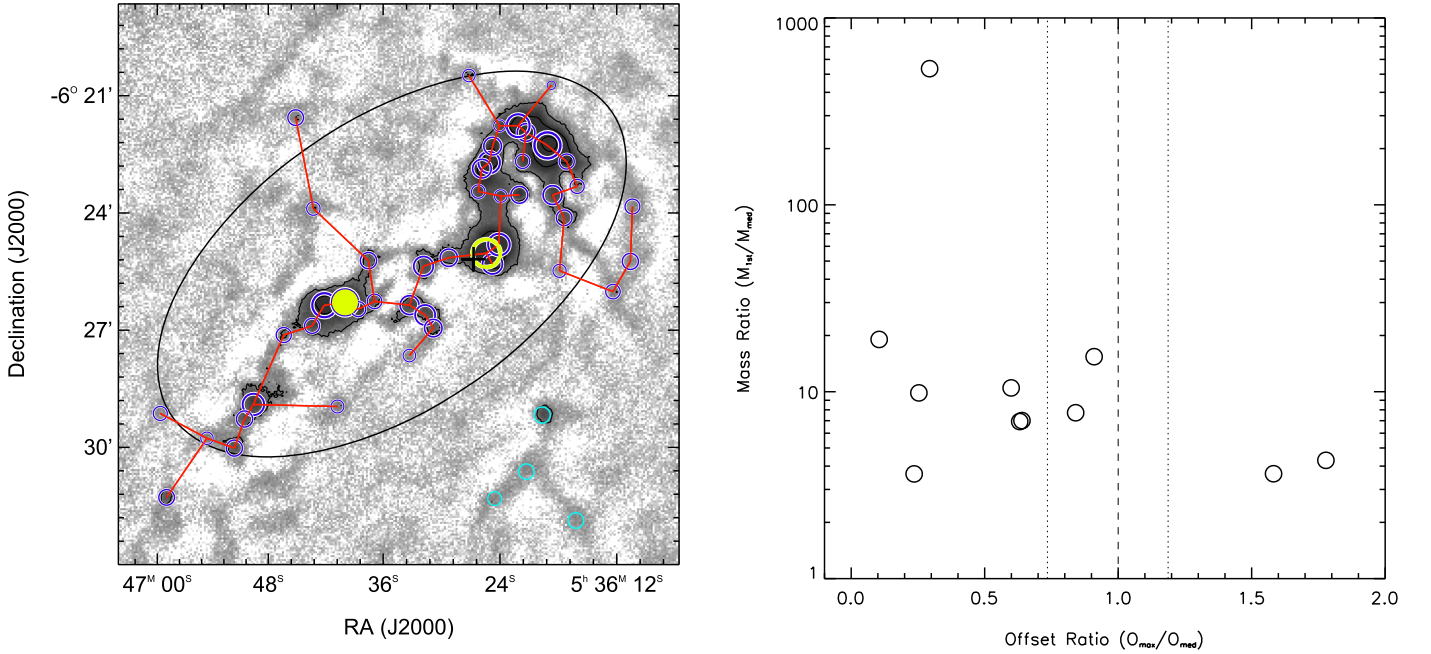 Declination (J2000)
-6° 21'
24'
27'
30'
47ᴹ 00ˢ
48ˢ
36ˢ
24ˢ
5ʰ 36ᴹ 12ˢ
RA (J2000)
Mass Ratio (M1st/Mmed)
1000
100
10
1
0.0
0.5
1.0
1.5
2.0
Offset Ratio (Omax/Omed)